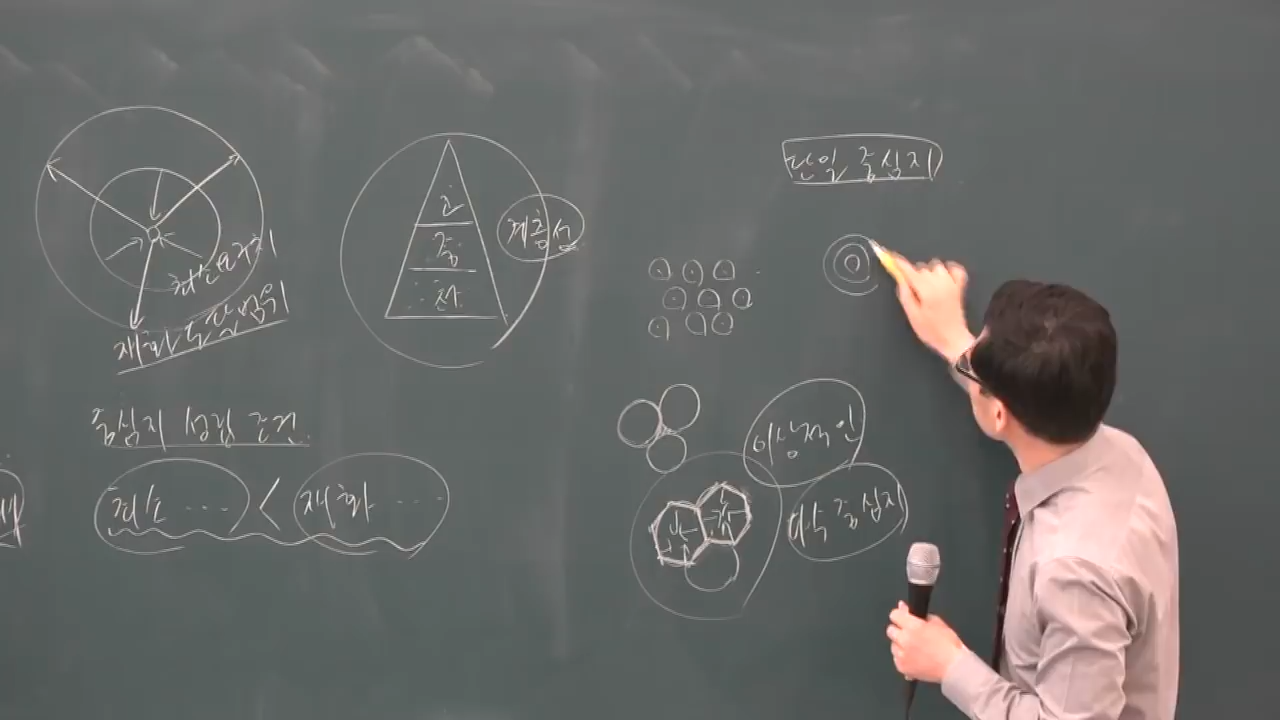 최소요구치
재화 도달 범위
중심지 성립 조건
최소 ... < 재화 ...
고
중
저
계층성
단일 중심지
이상적인
다수 중심지